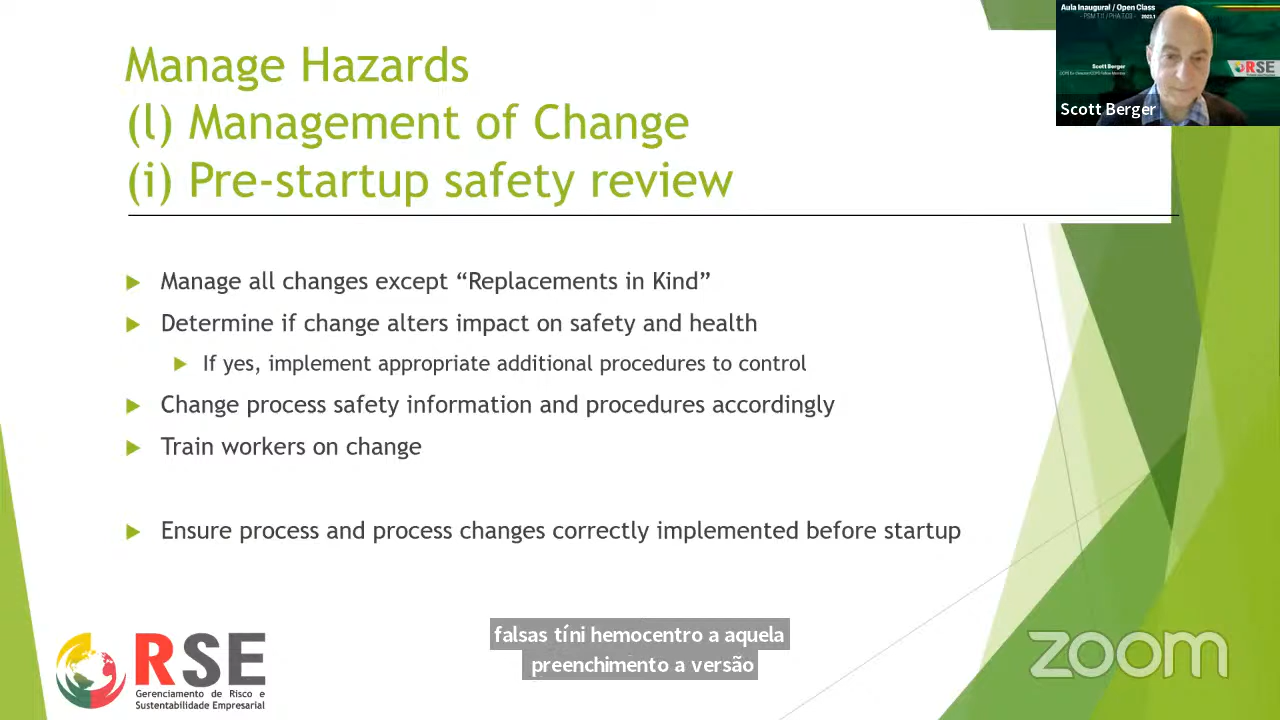 Manage Hazards
(l) Management of Change
(i) Pre-startup safety review
Aula Inaugural / Open Class
2023.1
Scott Berger
RSE
Scott Berger
Manage all changes except “Replacements in Kind”
Determine if change alters impact on safety and health
If yes, implement appropriate additional procedures to control
Change process safety information and procedures accordingly
Train workers on change
Ensure process and process changes correctly implemented before startup
RSE
Gerenciamento de Risco e
Sustentabilidade Empresarial
falsas tíni hemocentro a aquela
preenchimento a versão
zoom